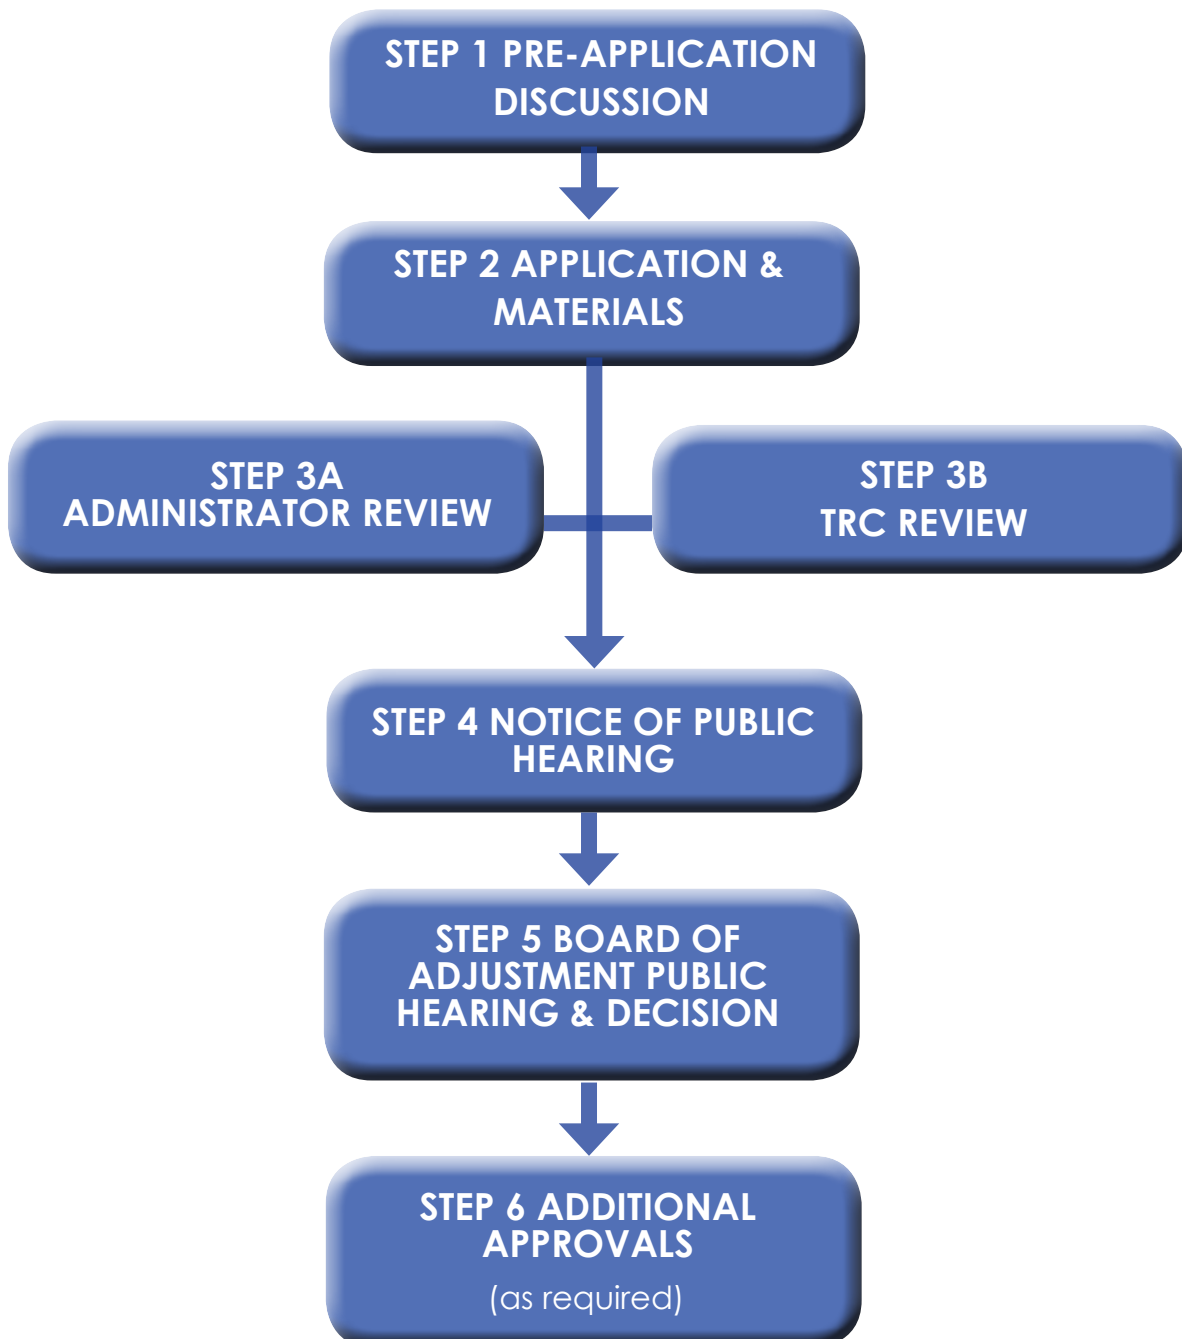 STEP 1 PRE-APPLICATION
DISCUSSION
STEP 2 APPLICATION &
MATERIALS
STEP 3A
ADMINISTRATOR REVIEW
STEP 3B
TRC REVIEW
STEP 4 NOTICE OF PUBLIC
HEARING
STEP 5 BOARD OF
ADJUSTMENT PUBLIC
HEARING & DECISION
STEP 6 ADDITIONAL
APPROVALS
(as required)